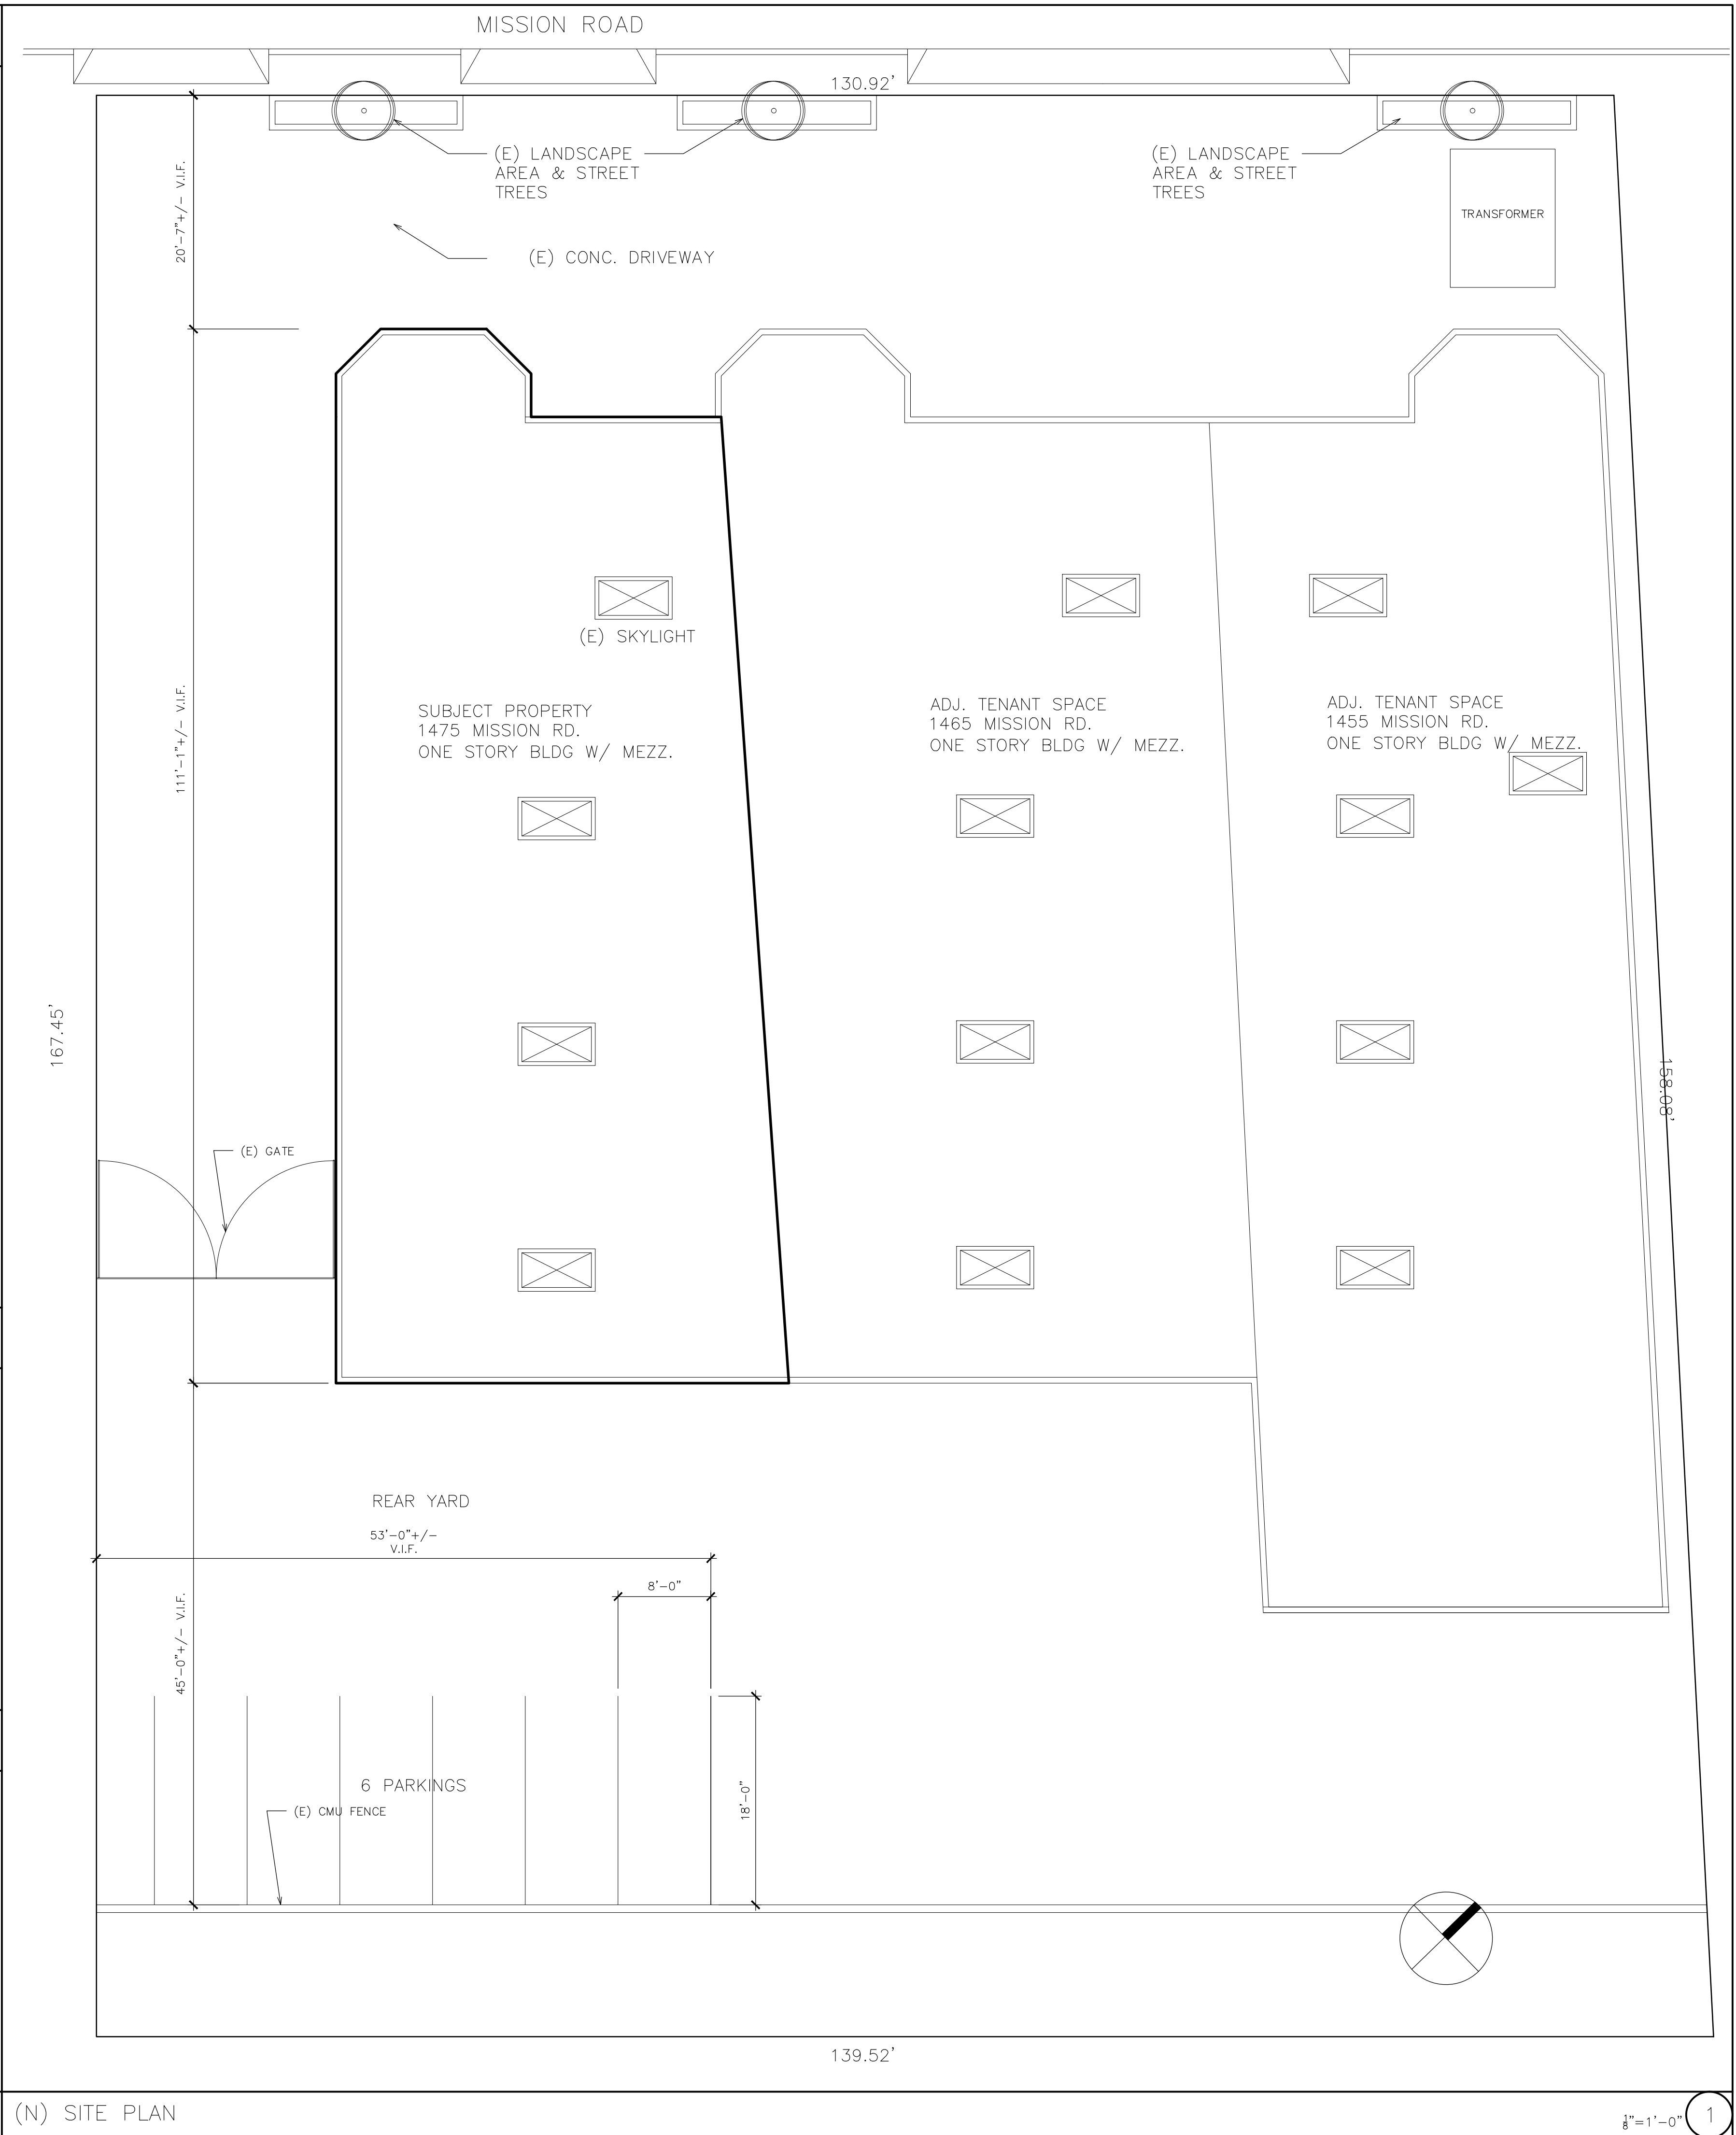 MISSION ROAD
130.92'
(E) LANDSCAPE
AREA & STREET
TREES
(E) LANDSCAPE
AREA & STREET
TREES
TRANSFORMER
20'-7"+/- V.I.F.
(E) CONC. DRIVEWAY
(E) SKYLIGHT
111'-1"+/- V.I.F.
SUBJECT PROPERTY
1475 MISSION RD.
ONE STORY BLDG W/ MEZZ.
ADJ. TENANT SPACE
1465 MISSION RD.
ONE STORY BLDG W/ MEZZ.
ADJ. TENANT SPACE
1455 MISSION RD.
ONE STORY BLDG W/ MEZZ.
167.45'
158.08'
(E) GATE
REAR YARD
53'-0"+/-
V.I.F.
8'-0"
45'-0"+/- V.I.F.
6 PARKINGS
(E) CMU FENCE
18'-0"
139.52'
(N) SITE PLAN
1/8"=1'-0"
1